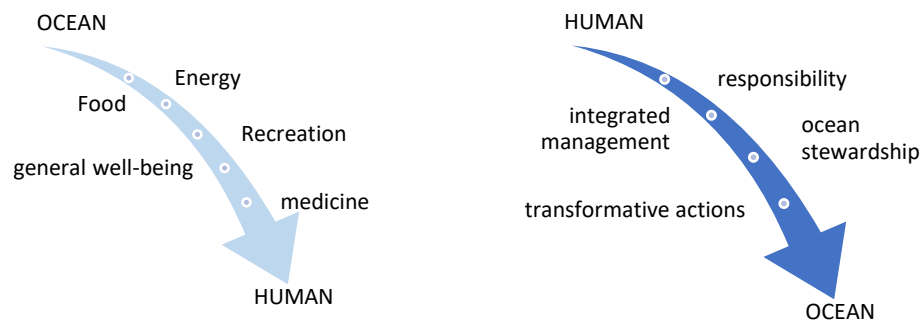 OCEAN
Energy
Food
Recreation
general well-being
medicine
HUMAN
HUMAN
responsibility
integrated
management
ocean
stewardship
transformative actions
OCEAN